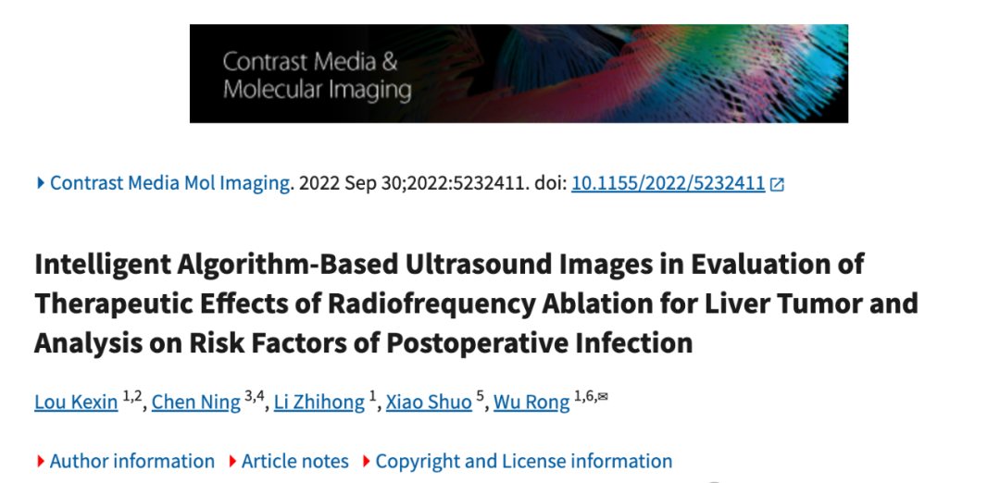 Contrast Media &
Molecular Imaging
Contrast Media Mol Imaging. 2022 Sep 30;2022:5232411. doi: 10.1155/2022/5232411
Intelligent Algorithm-Based Ultrasound Images in Evaluation of
Therapeutic Effects of Radiofrequency Ablation for Liver Tumor and
Analysis on Risk Factors of Postoperative Infection
Lou Kexin 1,2, Chen Ning 3,4, Li Zhihong 1, Xiao Shuo 5, Wu Rong 1,6,✉
Author information Article notes Copyright and License information